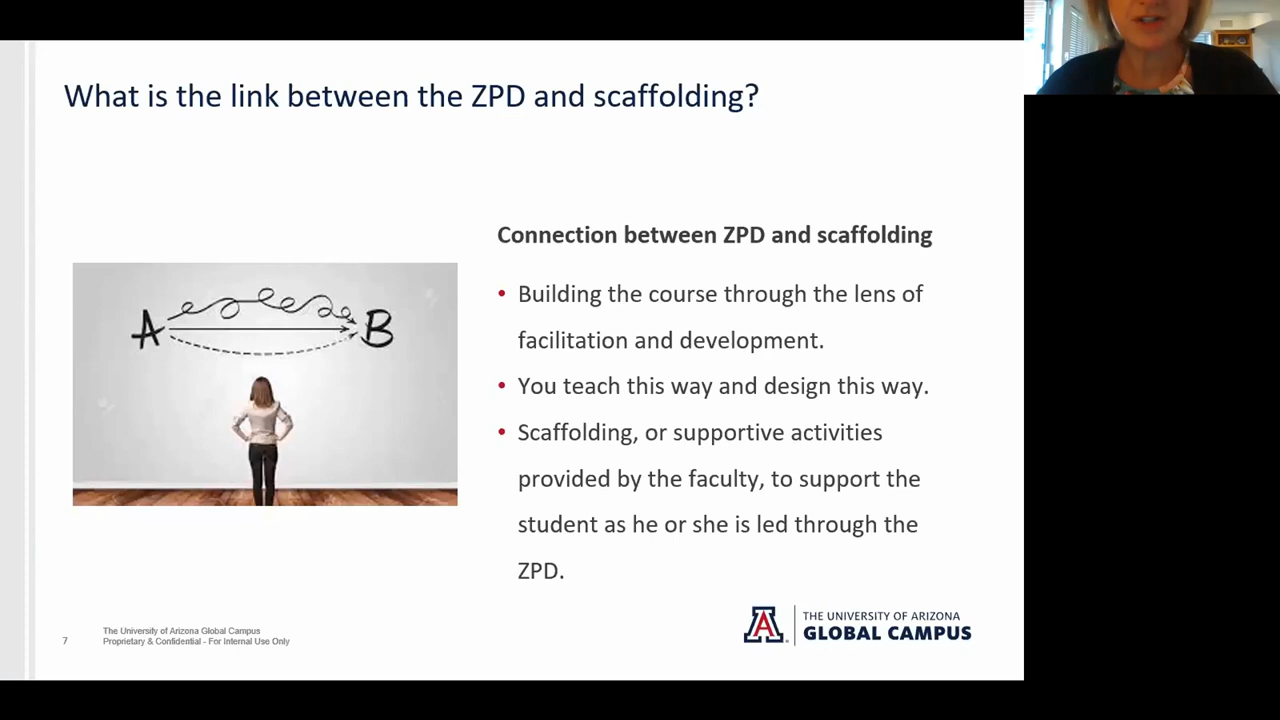 What is the link between the ZPD and scaffolding?
Connection between ZPD and scaffolding
• Building the course through the lens of
facilitation and development.
• You teach this way and design this way.
• Scaffolding, or supportive activities
provided by the faculty, to support the
student as he or she is led through the
ZPD.
A B
7
The University of Arizona Global Campus
Proprietary & Confidential - For Internal Use Only
A
THE UNIVERSITY OF ARIZONA
GLOBAL CAMPUS